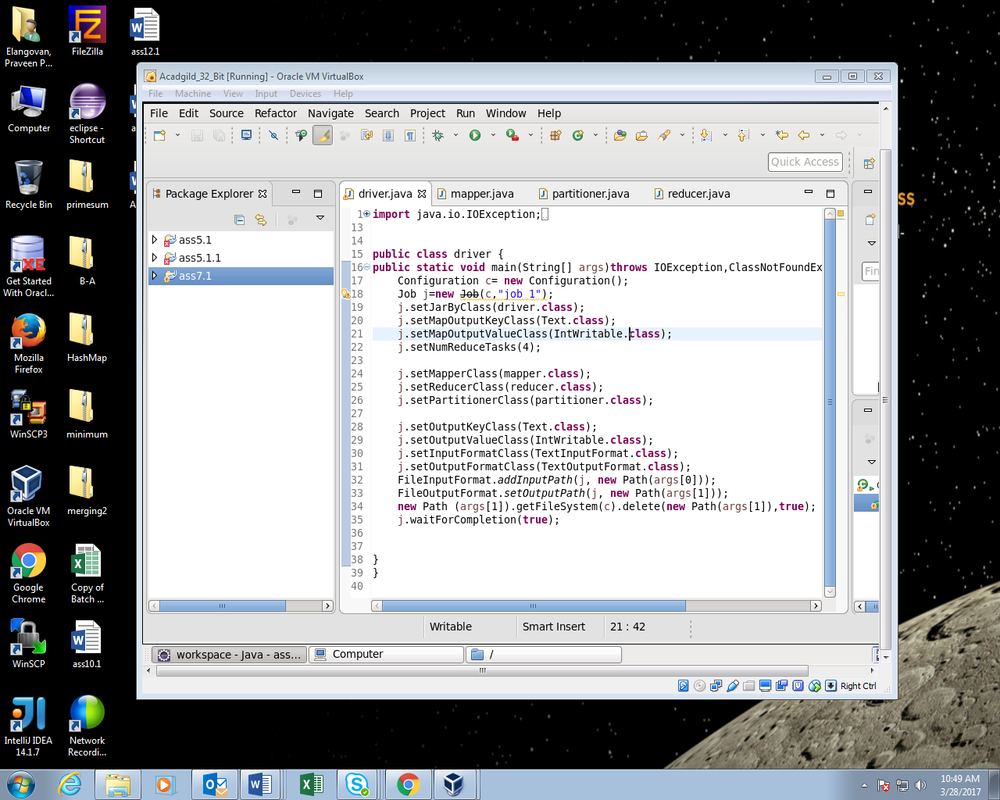 Elangovan,
Praveen P...
FileZilla
ass12.1
Computer
eclipse -
Shortcut
Recycle Bin
primesum
Get Started
With Oracl...
B-A
Mozilla
Firefox
HashMap
WinSCP3
minimum
Oracle VM
VirtualBox
merging2
Google
Chrome
Copy of
Batch ...
WinSCP
ass10.1
IntelliJ IDEA
14.1.7
Network
Recordi...
Acadgild_32_Bit [Running] - Oracle VM VirtualBox
File Machine View Input Devices Help
File Edit Source Refactor Navigate Search Project Run Window Help
Quick Access
Package Explorer
ass5.1
ass5.1.1
ass7.1
driver.java mapper.java partitioner.java reducer.java
1 import java.io.IOException;
13
14
15 public class driver {
16 public static void main(String[] args)throws IOException,ClassNotFoundEx
17 Configuration c= new Configuration();
18 Job j=new Job(c,"job 1");
19 j.setJarByClass(driver.class);
20 j.setMapOutputKeyClass(Text.class);
21 j.setMapOutputValueClass(IntWritable.class);
22 j.setNumReduceTasks(4);
23
24 j.setMapperClass(mapper.class);
25 j.setReducerClass(reducer.class);
26 j.setPartitionerClass(partitioner.class);
27
28 j.setOutputKeyClass(Text.class);
29 j.setOutputValueClass(IntWritable.class);
30 j.setInputFormatClass(TextInputFormat.class);
31 j.setOutputFormatClass(TextOutputFormat.class);
32 FileInputFormat.addInputPath(j, new Path(args[0]));
33 FileOutputFormat.setOutputPath(j, new Path(args[1]));
34 new Path (args[1]).getFileSystem(c).delete(new Path(args[1]),true);
35 j.waitForCompletion(true);
36
37
38 }
39 }
40
Fin
Writable Smart Insert 21 : 42
workspace - Java - ass... Computer /
Right Ctrl
10:49 AM
3/28/2017